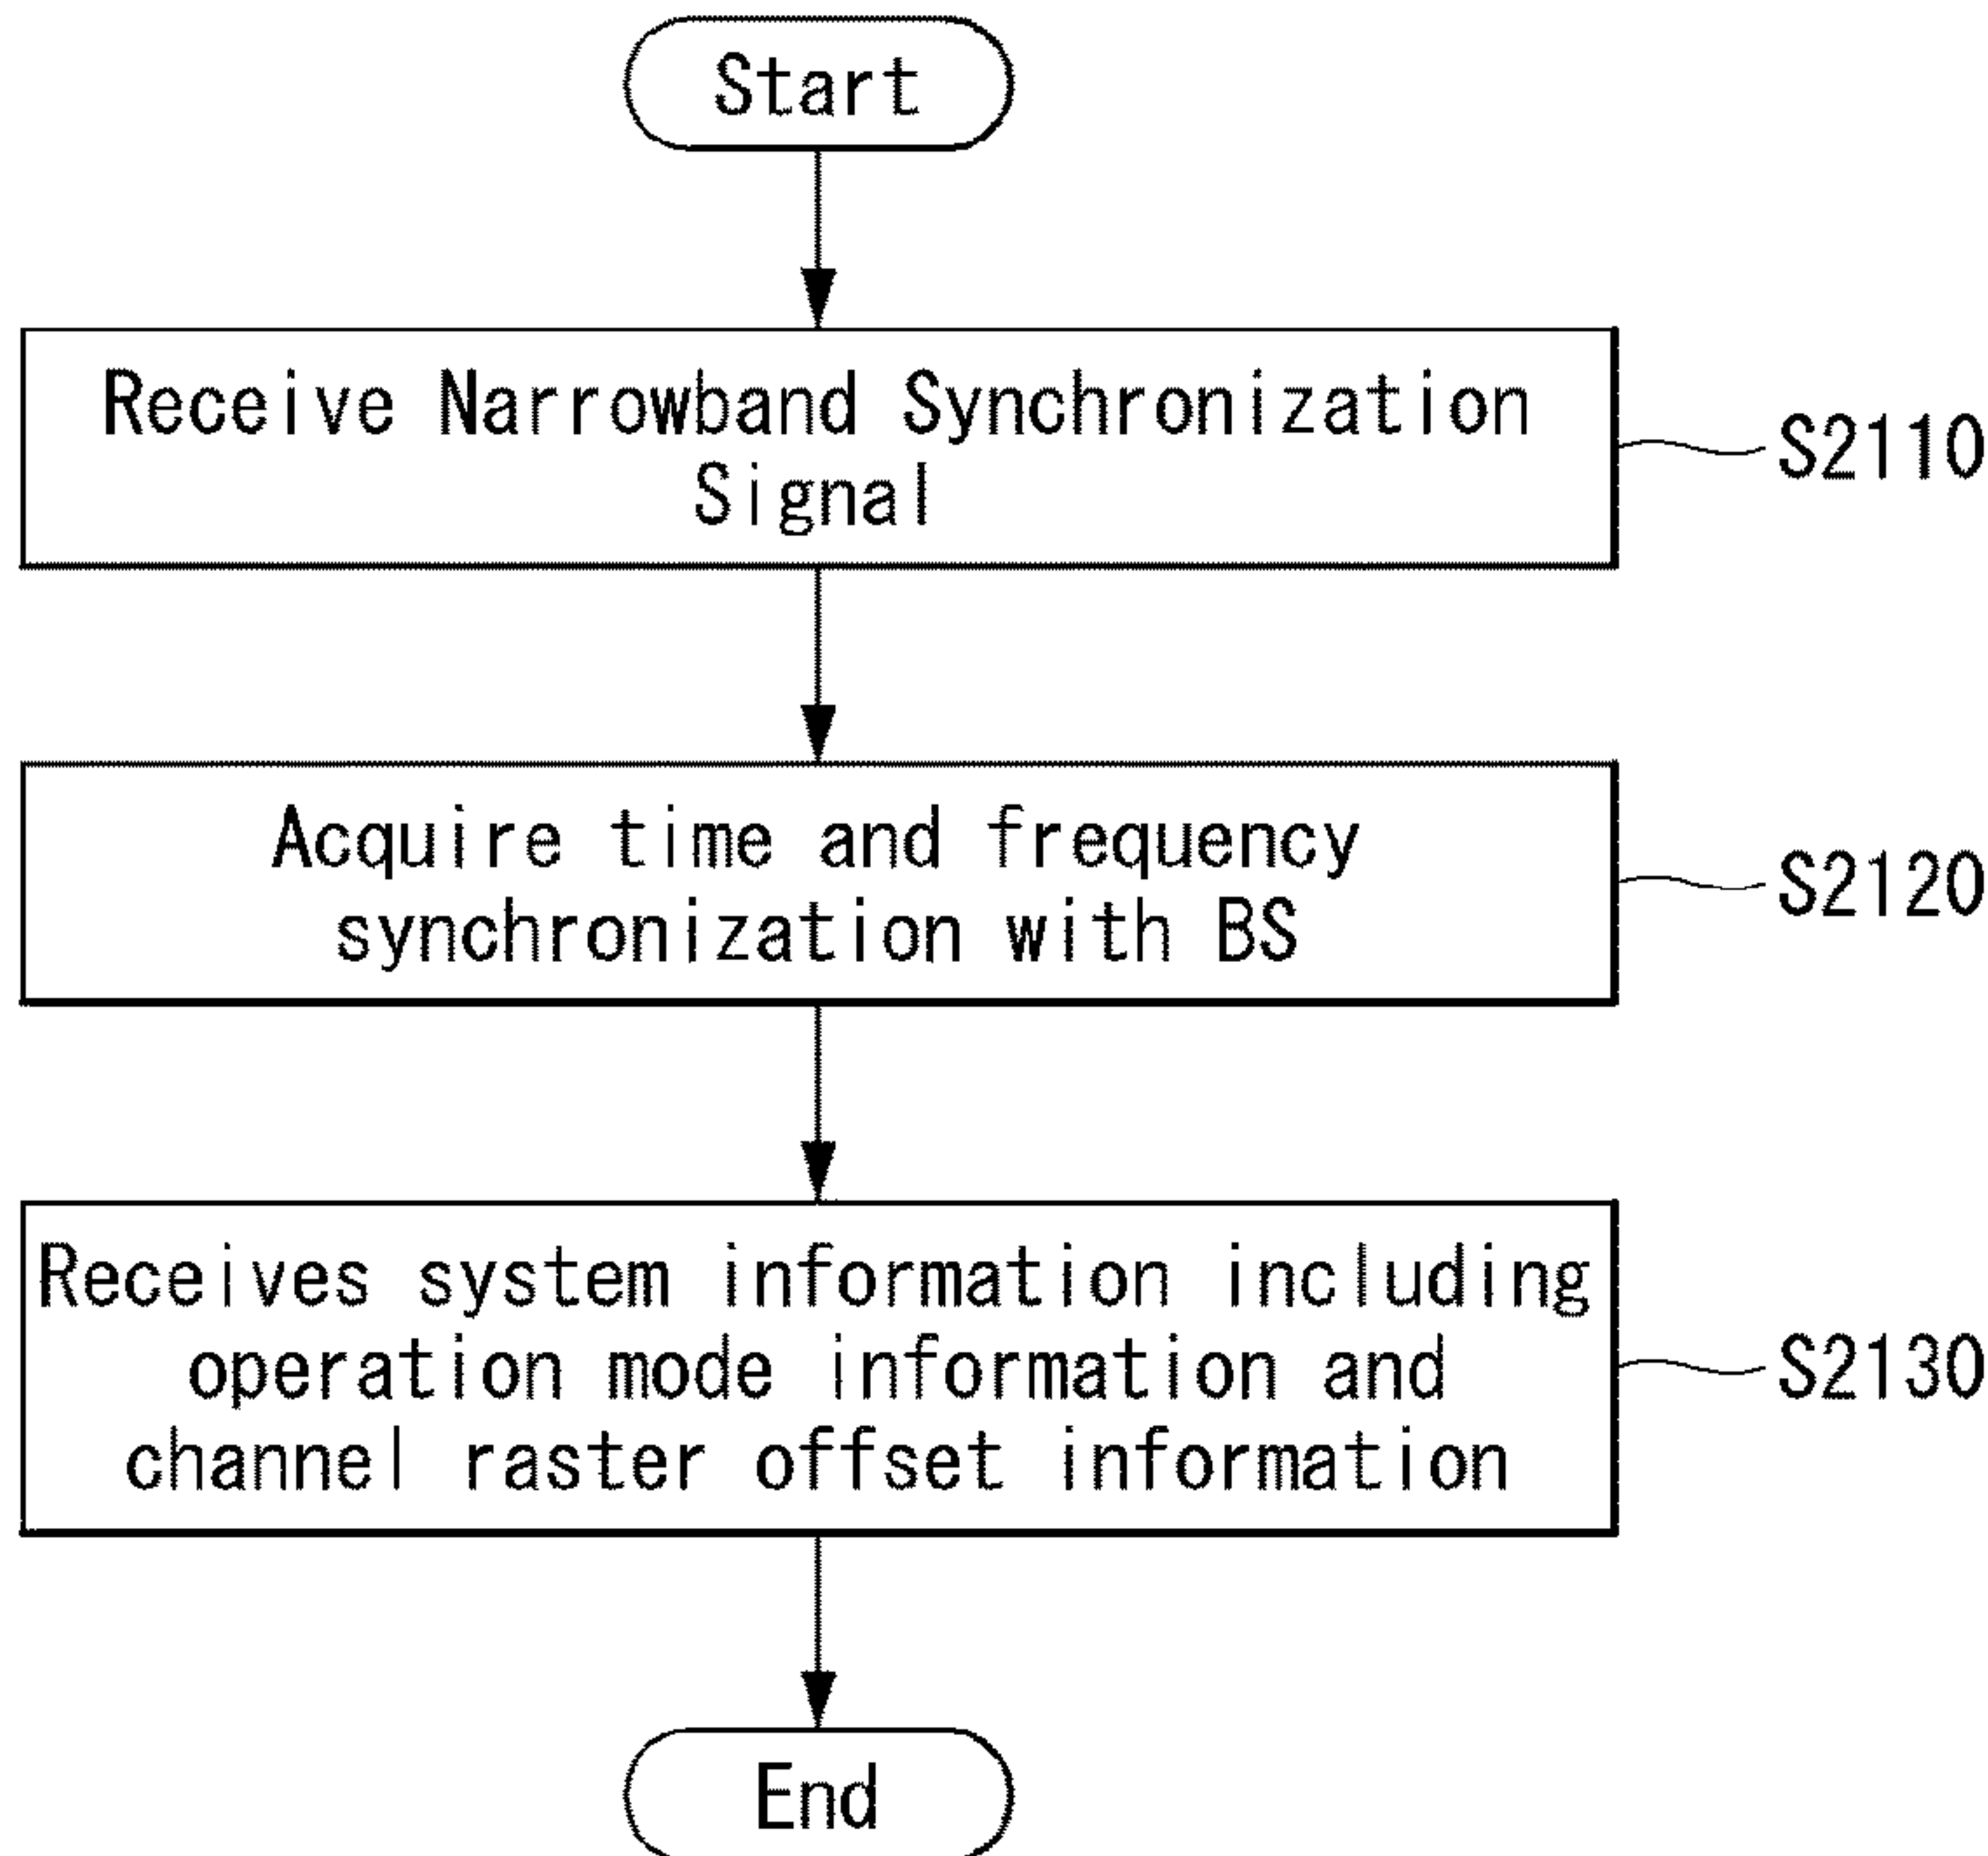 Start
Receive Narrowband Synchronization
Signal
S2110
Acquire time and frequency
synchronization with BS
S2120
Receives system information including
operation mode information and
channel raster offset information
S2130
End